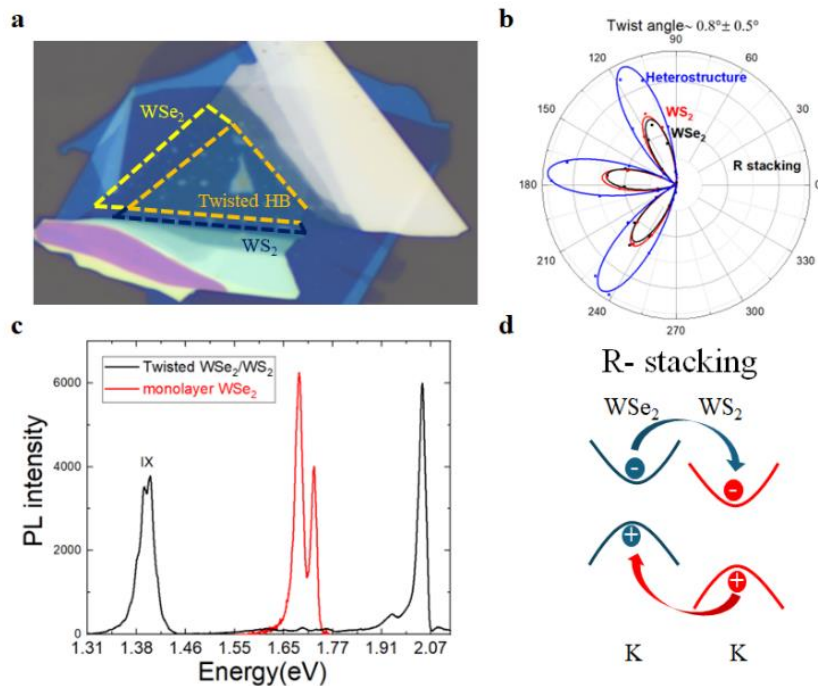 a
WSe₂
Twisted HB
WS₂
b
Twist angle~ 0.8°± 0.5°
90
120
60
Heterostructure
150
30
WS₂
WSe₂
R stacking
180
0
210
330
240
300
270
c
Twisted WSe₂/WS₂
monolayer WSe₂
IX
PL intensity
6000
4000
2000
0
1.31 1.38 1.46 1.55 1.65 1.77 1.91 2.07
Energy(eV)
d
R- stacking
WSe₂ WS₂
- -
+ +
K K